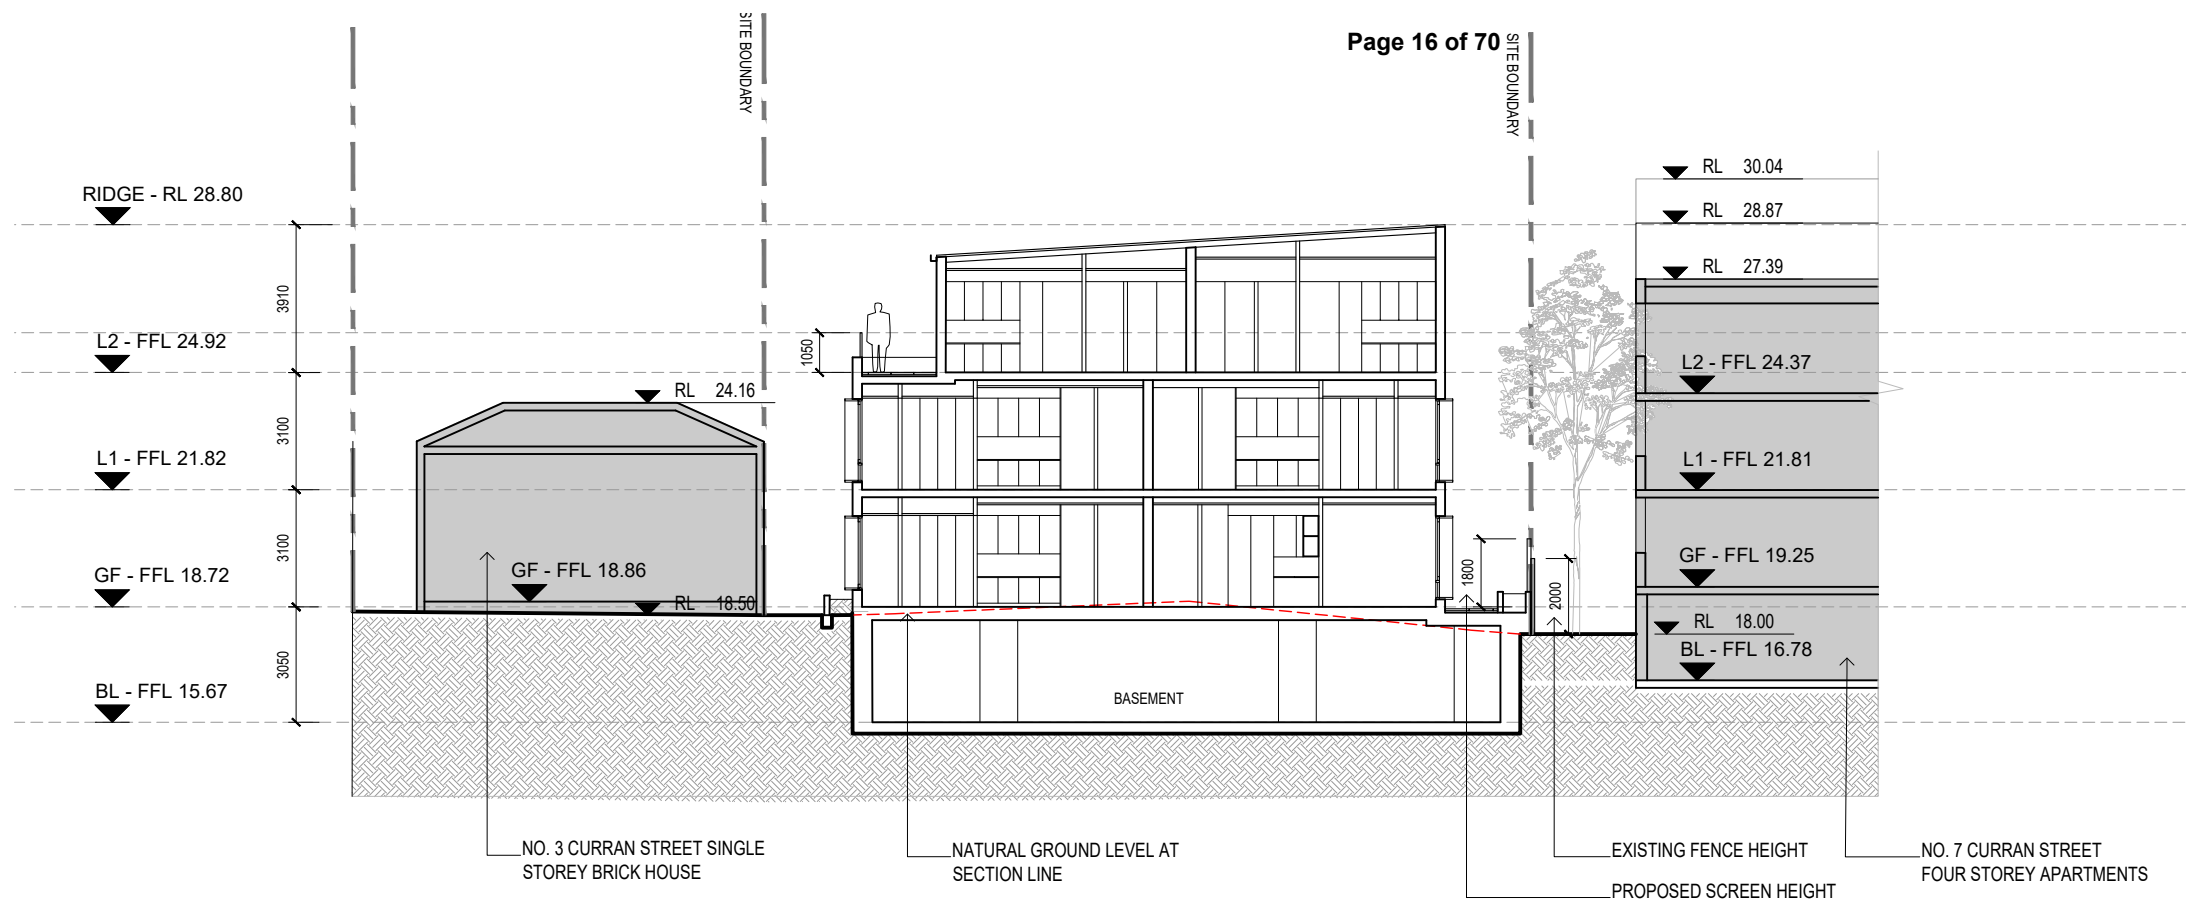 Page 16 of 70
SITE BOUNDARY
SITE BOUNDARY
RL 30.04
RIDGE - RL 28.80
RL 28.87
RL 27.39
3910
L2 - FFL 24.92
1050
L2 - FFL 24.37
RL 24.16
3100
L1 - FFL 21.82
L1 - FFL 21.81
3100
GF - FFL 18.72
GF - FFL 18.86
RL 18.50
1800
2000
GF - FFL 19.25
RL 18.00
BL - FFL 16.78
3050
BL - FFL 15.67
BASEMENT
NO. 3 CURRAN STREET SINGLE
STOREY BRICK HOUSE
NATURAL GROUND LEVEL AT
SECTION LINE
EXISTING FENCE HEIGHT
PROPOSED SCREEN HEIGHT
NO. 7 CURRAN STREET
FOUR STOREY APARTMENTS